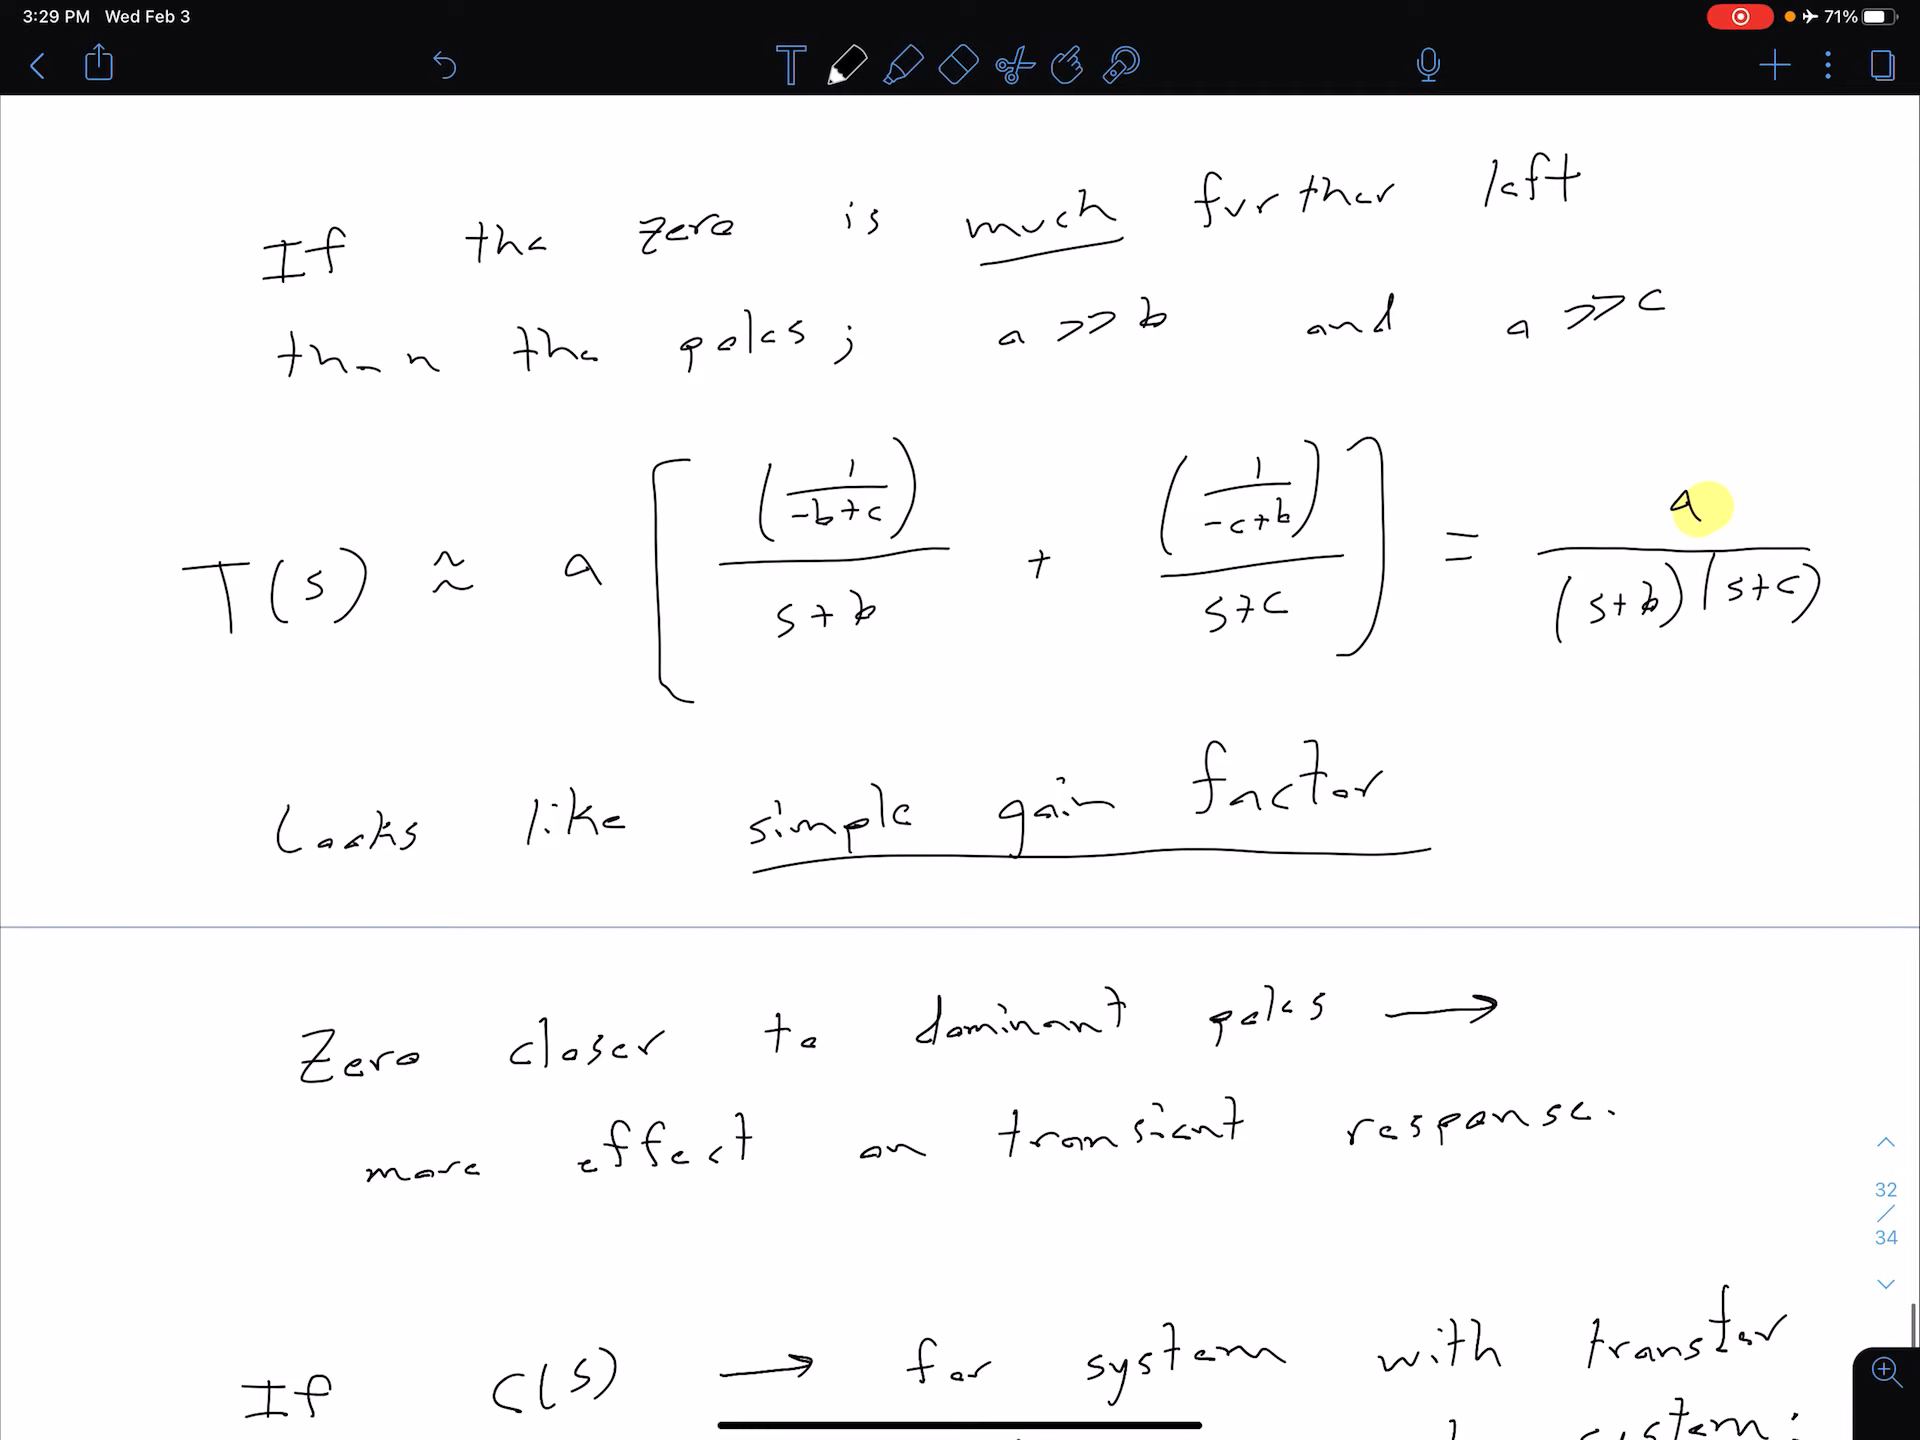 3:29 PM Wed Feb 3
71%
T
If the zero is much further left
than the poles; a >> b and a >> c
T(s) ≈ a [ (1/(-b+c))/(s+b) + (1/(-c+b))/(s+c) ] = a/((s+b)(s+c))
Looks like simple gain factor
Zero closer to dominant poles →
more effect on transient response.
32
/
34
If C(s) → for system with transfer
system: